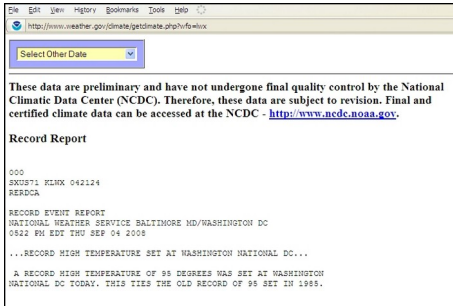 File Edit View History Bookmarks Tools Help
http://www.weather.gov/climate/getclimate.php?wfo=lwx
Select Other Date
These data are preliminary and have not undergone final quality control by the National
Climatic Data Center (NCDC). Therefore, these data are subject to revision. Final and
certified climate data can be accessed at the NCDC - http://www.ncdc.noaa.gov.
Record Report
000
SXUS71 KLWX 042124
RERDCA
RECORD EVENT REPORT
NATIONAL WEATHER SERVICE BALTIMORE MD/WASHINGTON DC
0522 PM EDT THU SEP 04 2008
...RECORD HIGH TEMPERATURE SET AT WASHINGTON NATIONAL DC...
A RECORD HIGH TEMPERATURE OF 95 DEGREES WAS SET AT WASHINGTON
NATIONAL DC TODAY. THIS TIES THE OLD RECORD OF 95 SET IN 1985.